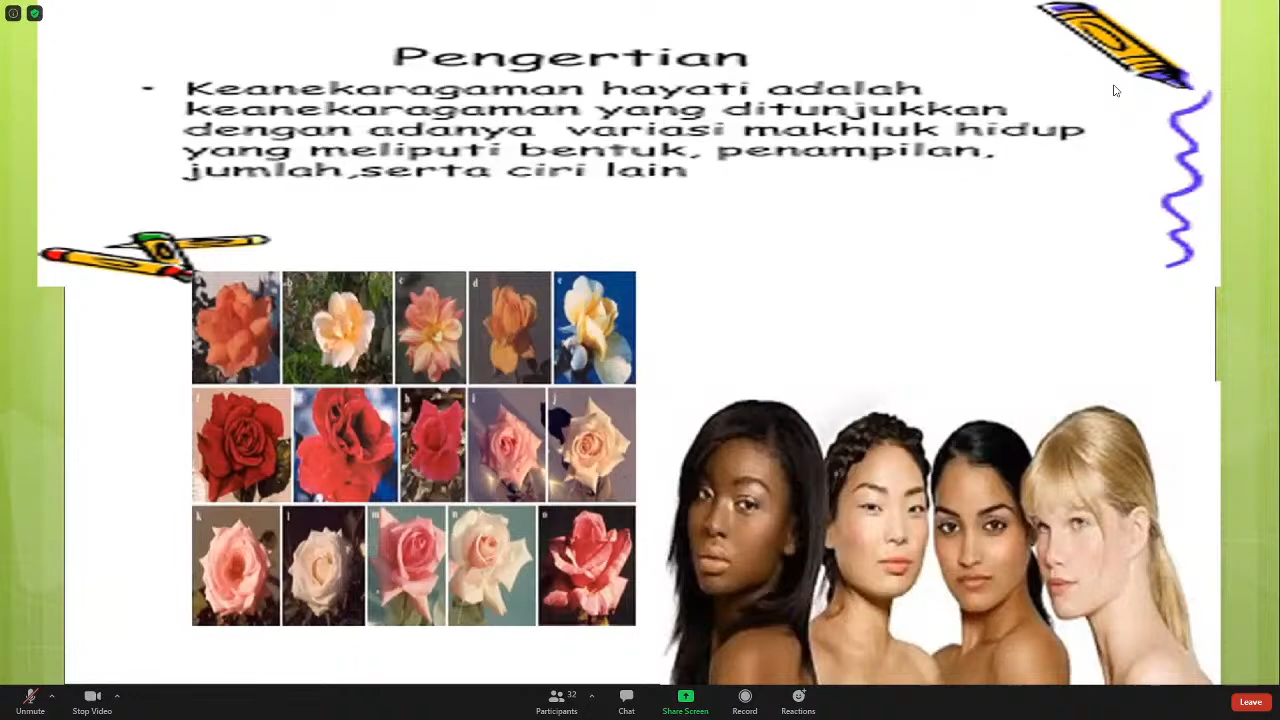 Pengertian
• Keanekaragaman hayati adalah
keanekaragaman yang ditunjukkan
dengan adanya variasi makhluk hidup
yang meliputi bentuk, penampilan,
jumlah,serta ciri lain
b c d e
f h i j
k l m n o
Unmute
Stop Video
Participants
32
Chat
Share Screen
Record
Reactions
Leave